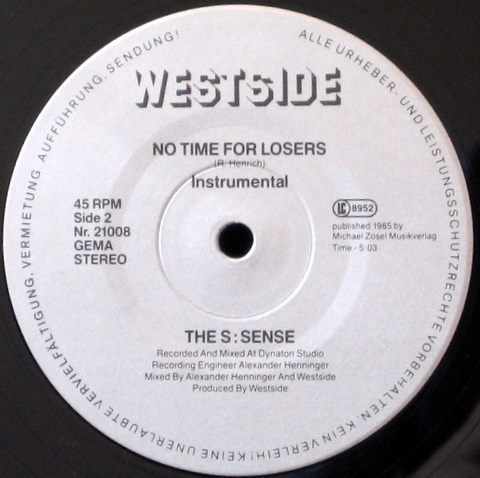 ALLE URHEBER- UND LEISTUNGSSCHUTZRECHTE VORBEHALTEN. KEIN VERLEIH! KEINE UNERLAUBTE VERVIELFÄLTIGUNG, VERMIETUNG, AUFFÜHRUNG, SENDUNG!
WESTSIDE
NO TIME FOR LOSERS
(R. Henrich)
Instrumental
45 RPM
Side 2
Nr. 21008
GEMA
STEREO
LC 8952
published 1985 by
Michael Zosel Musikverlag
Time - 5:03
THE S:SENSE
Recorded And Mixed At Dynaton Studio
Recording Engineer Alexander Henninger
Mixed By Alexander Henninger And Westside
Produced By Westside